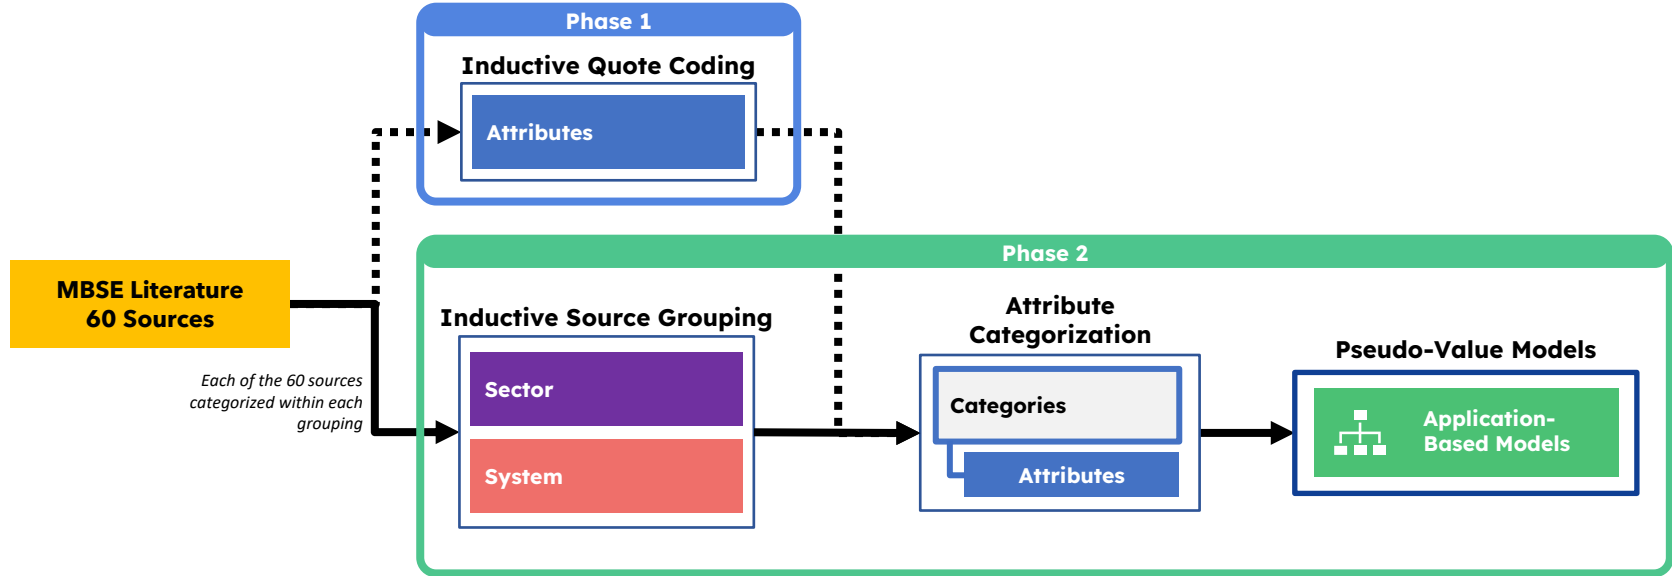 Phase 1
Inductive Quote Coding
Attributes
MBSE Literature
60 Sources
Each of the 60 sources
categorized within each
grouping
Phase 2
Inductive Source Grouping
Sector
System
Attribute
Categorization
Categories
Attributes
Pseudo-Value Models
Application-
Based Models